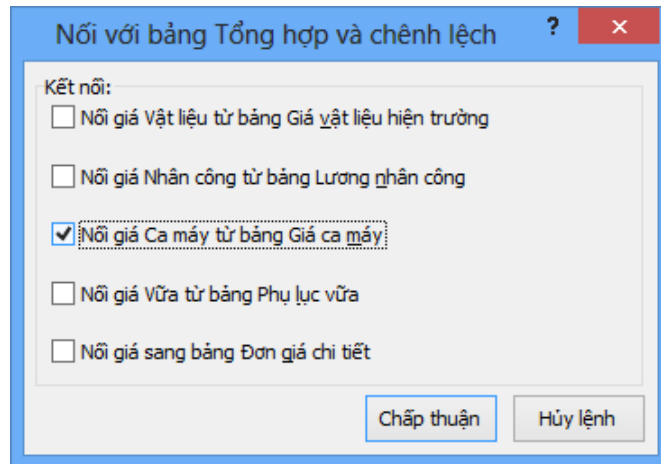 Nối với bảng Tổng hợp và chênh lệch ? ×
Kết nối:
Nối giá Vật liệu từ bảng Giá vật liệu hiện trường
Nối giá Nhân công từ bảng Lương nhân công
Nối giá Ca máy từ bảng Giá ca máy
Nối giá Vữa từ bảng Phụ lục vữa
Nối giá sang bảng Đơn giá chi tiết
Chấp thuận Hủy lệnh